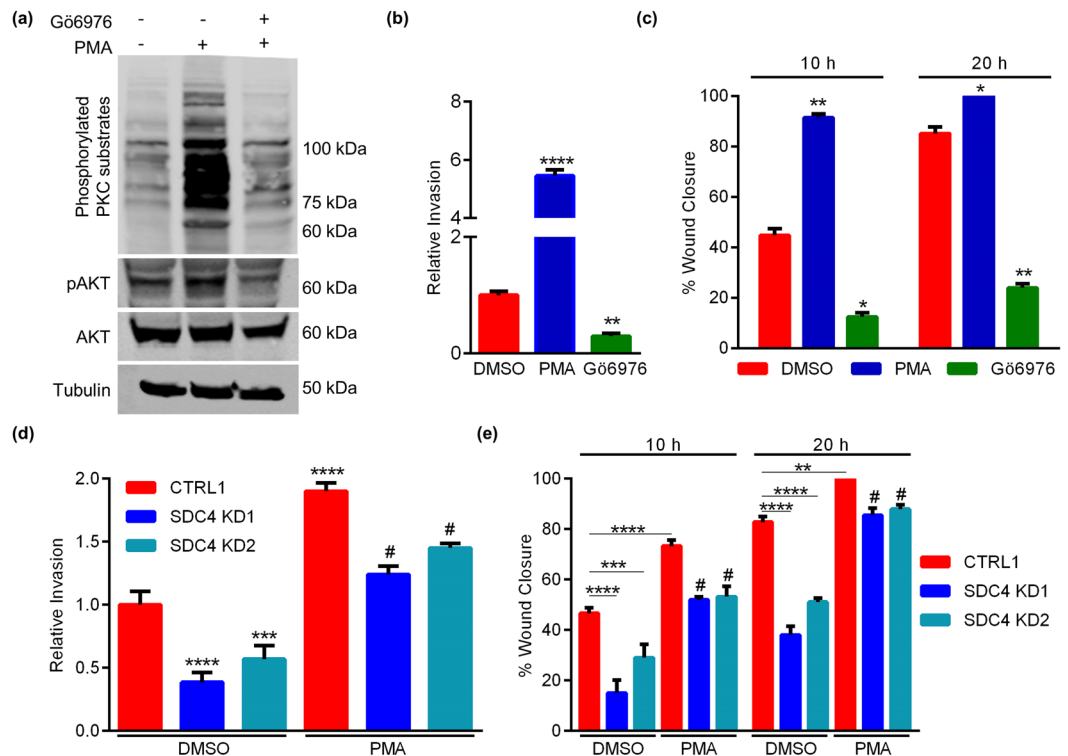 (a)
Gö6976 - - +
PMA - + +
Phosphorylated
PKC substrates
100 kDa
75 kDa
60 kDa
pAKT
60 kDa
AKT
60 kDa
Tubulin
50 kDa
(b)
Relative Invasion
8
6
4
2
1
0
****
**
DMSO PMA Gö6976
(c)
10 h 20 h
% Wound Closure
100
80
60
40
20
0
** *
* **
DMSO PMA Gö6976
(d)
Relative Invasion
2.0
1.5
1.0
0.5
0.0
CTRL1
SDC4 KD1
SDC4 KD2
****
# #
**** ***
DMSO PMA
(e)
10 h 20 h
% Wound Closure
100
80
60
40
20
0
****
***
****
**
****
****
# # # #
DMSO PMA DMSO PMA
CTRL1
SDC4 KD1
SDC4 KD2